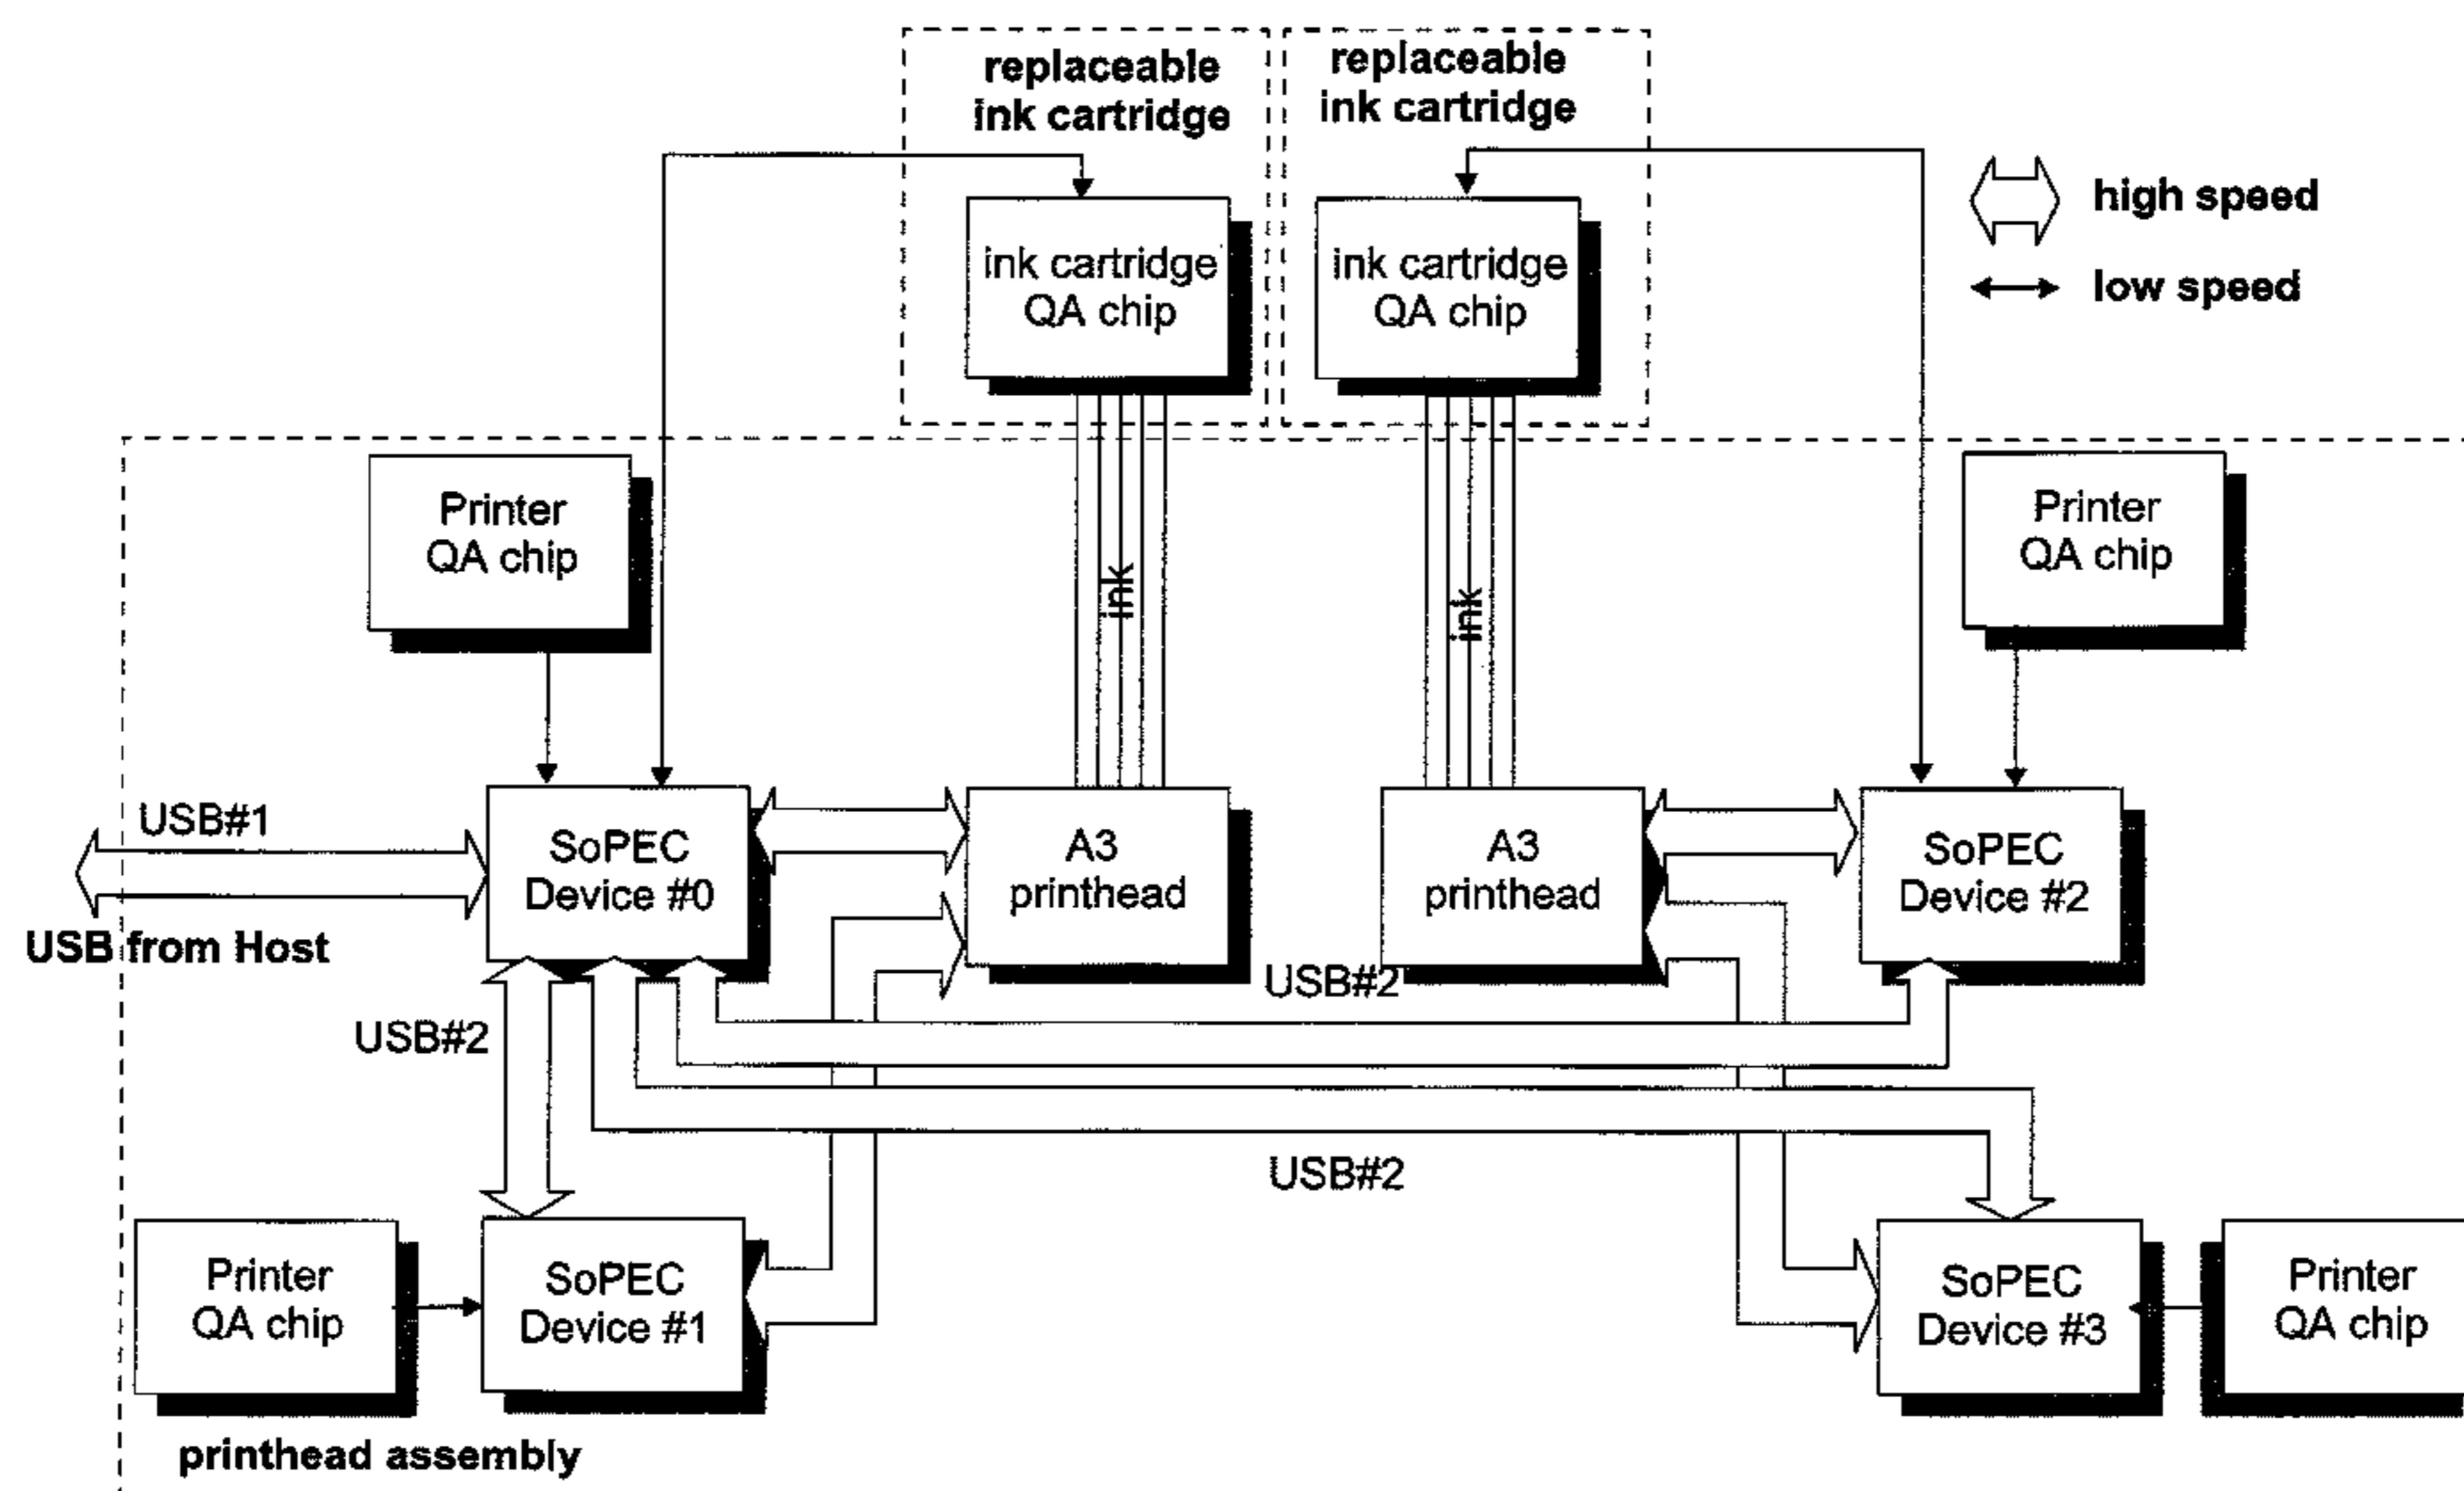 replaceable
ink cartridge
replaceable
ink cartridge
high speed
low speed
ink cartridge
QA chip
ink cartridge
QA chip
Printer
QA chip
Printer
QA chip
ink
ink
USB#1
USB from Host
SoPEC
Device #0
A3
printhead
A3
printhead
SoPEC
Device #2
USB#2
USB#2
USB#2
Printer
QA chip
SoPEC
Device #1
SoPEC
Device #3
Printer
QA chip
printhead assembly